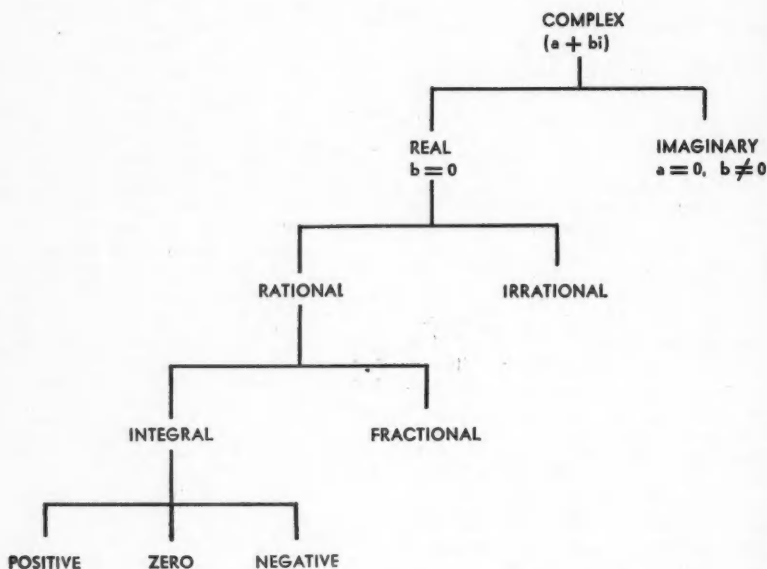 COMPLEX
(a + bi)
REAL
b = 0
IMAGINARY
a = 0, b ≠ 0
RATIONAL
IRRATIONAL
INTEGRAL
FRACTIONAL
POSITIVE
ZERO
NEGATIVE